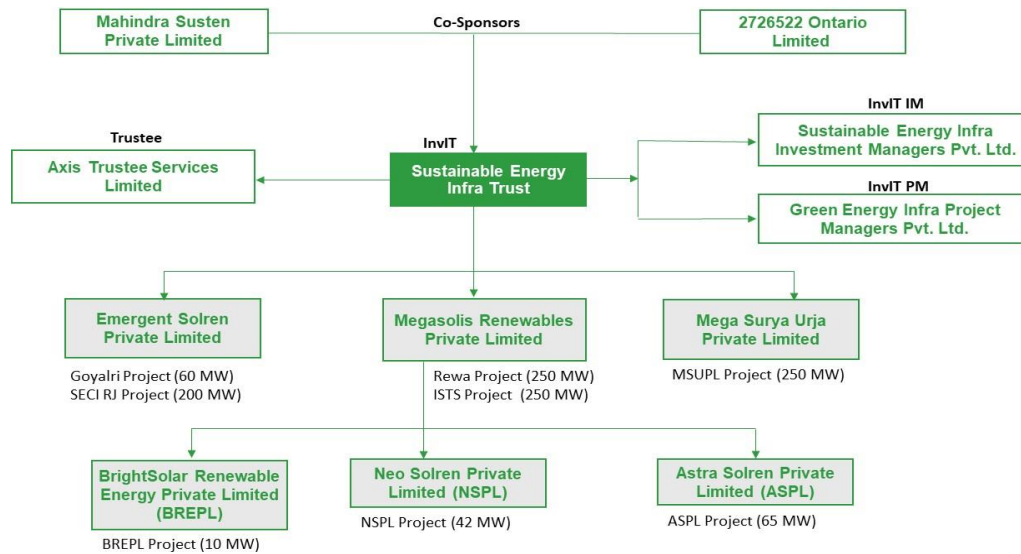 Mahindra Susten
Private Limited
Co-Sponsors
2726522 Ontario
Limited
Trustee
Axis Trustee Services
Limited
InvIT
Sustainable Energy
Infra Trust
InvIT IM
Sustainable Energy Infra
Investment Managers Pvt. Ltd.
InvIT PM
Green Energy Infra Project
Managers Pvt. Ltd.
Emergent Solren
Private Limited
Goyalri Project (60 MW)
SECI RJ Project (200 MW)
Megasolis Renewables
Private Limited
Rewa Project (250 MW)
ISTS Project (250 MW)
Mega Surya Urja
Private Limited
MSUPL Project (250 MW)
BrightSolar Renewable
Energy Private Limited
(BREPL)
BREPL Project (10 MW)
Neo Solren Private
Limited (NSPL)
NSPL Project (42 MW)
Astra Solren Private
Limited (ASPL)
ASPL Project (65 MW)